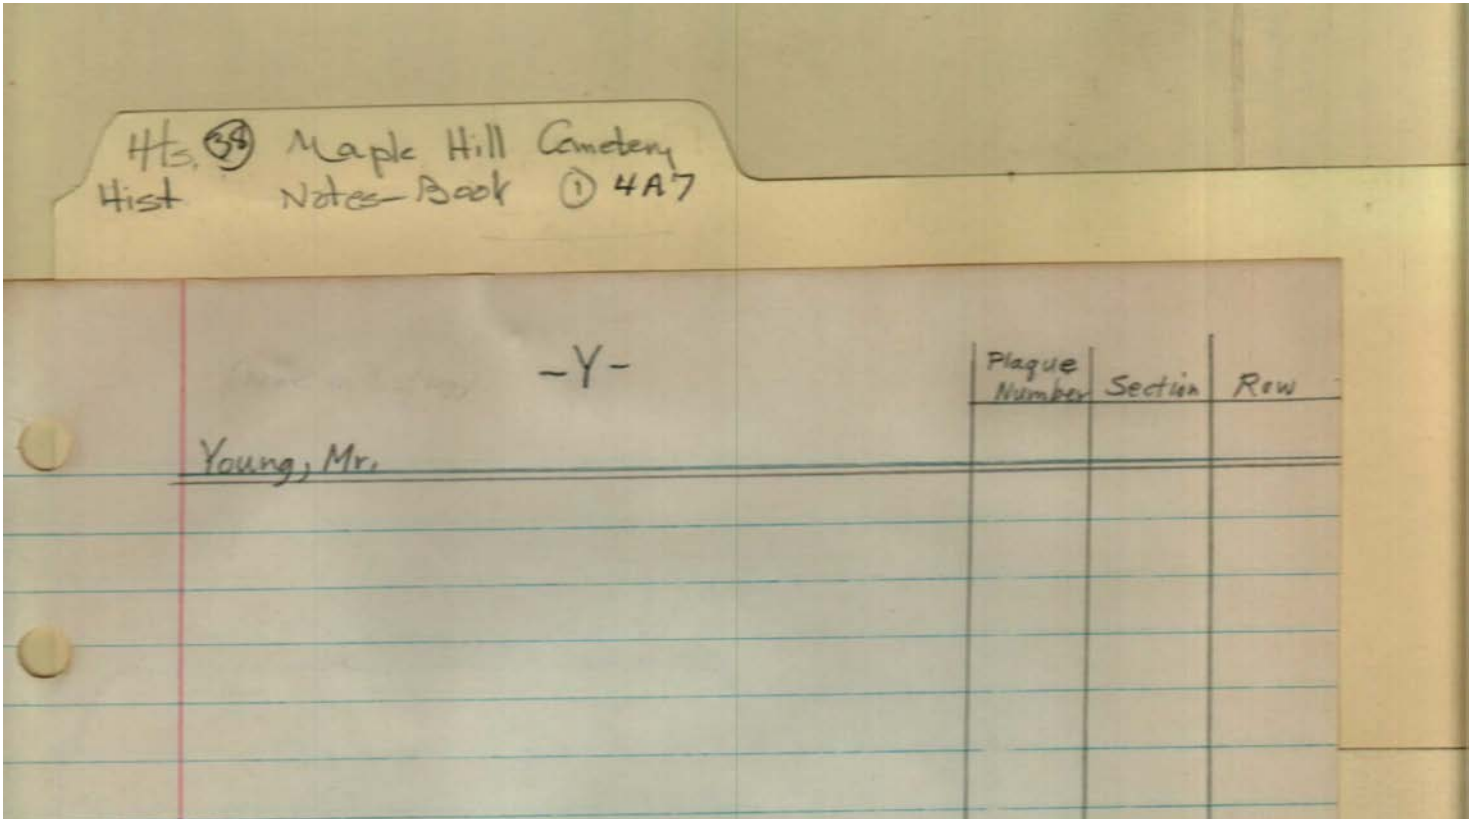 Hts. 38 Maple Hill Cemetery
Hist Notes-Book 1 4A7
-Y-
Plaque Number Section Row
Young, Mr.